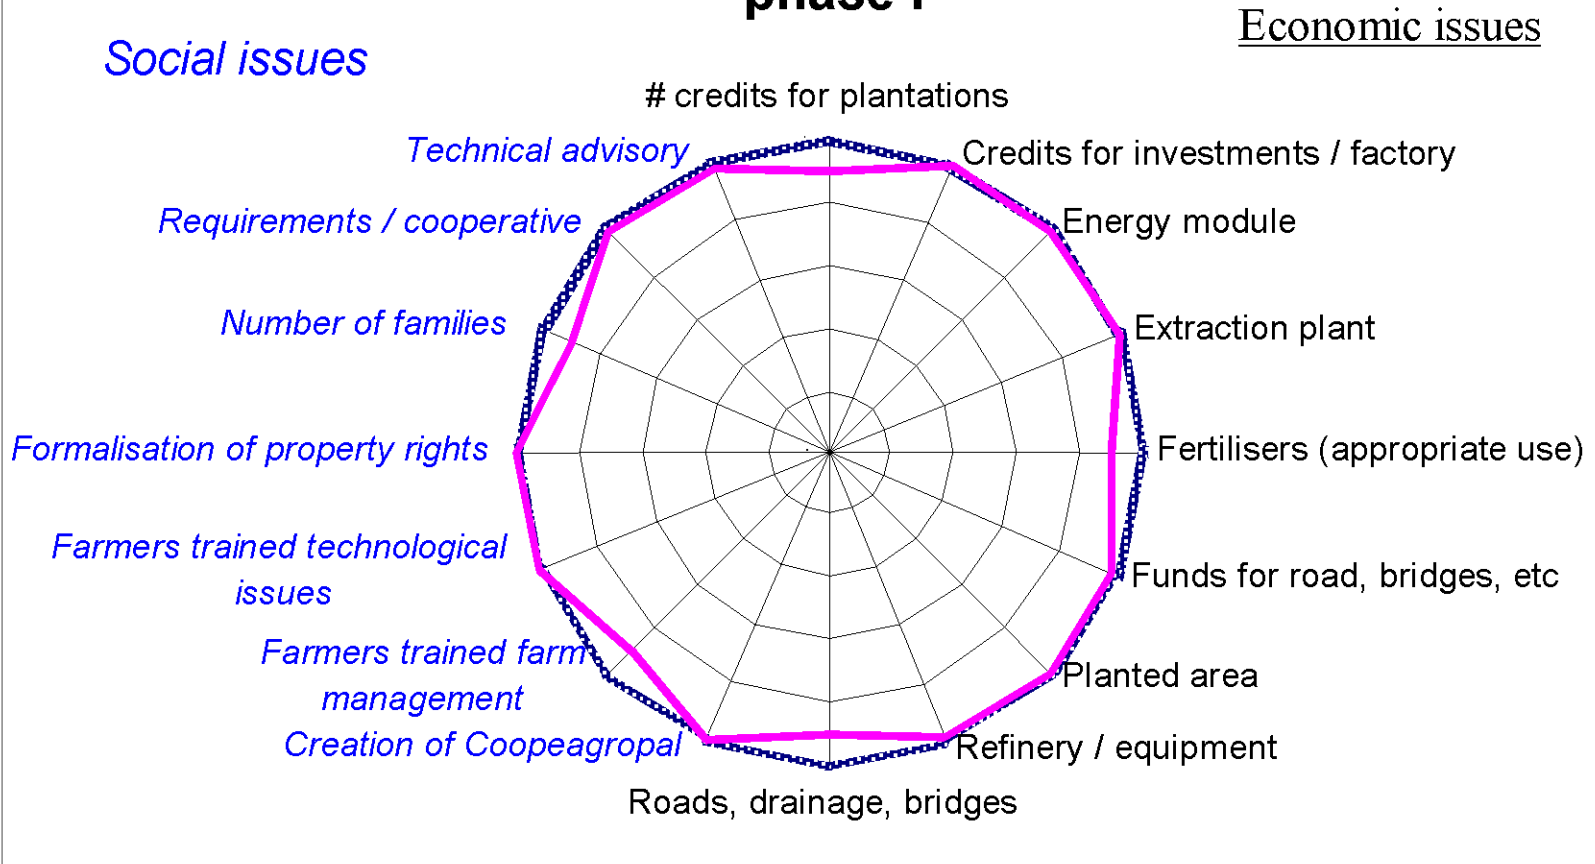 phase I
Economic issues
Social issues
# credits for plantations
Technical advisory
Credits for investments / factory
Requirements / cooperative
Energy module
Number of families
Extraction plant
Formalisation of property rights
Fertilisers (appropriate use)
Farmers trained technological
issues
Funds for road, bridges, etc
Farmers trained farm
management
Planted area
Creation of Coopeagropal
Refinery / equipment
Roads, drainage, bridges